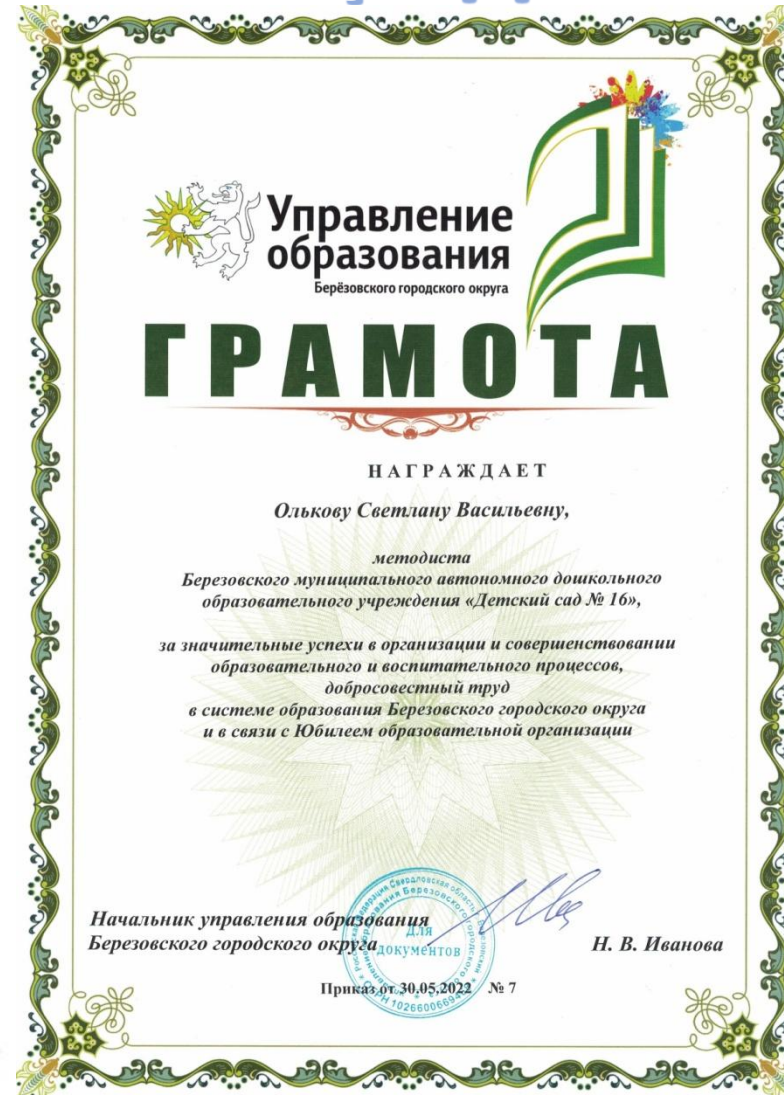 Управление
образования
Берёзовского городского округа
ГРАМОТА
НАГРАЖДАЕТ
Олькову Светлану Васильевну,
методиста
Березовского муниципального автономного дошкольного
образовательного учреждения «Детский сад № 16»,
за значительные успехи в организации и совершенствовании
образовательного и воспитательного процессов,
добросовестный труд
в системе образования Березовского городского округа
и в связи с Юбилеем образовательной организации
Начальник управления образования
Березовского городского округа
Н. В. Иванова
Для
документов
Приказ от 30.05.2022 № 7